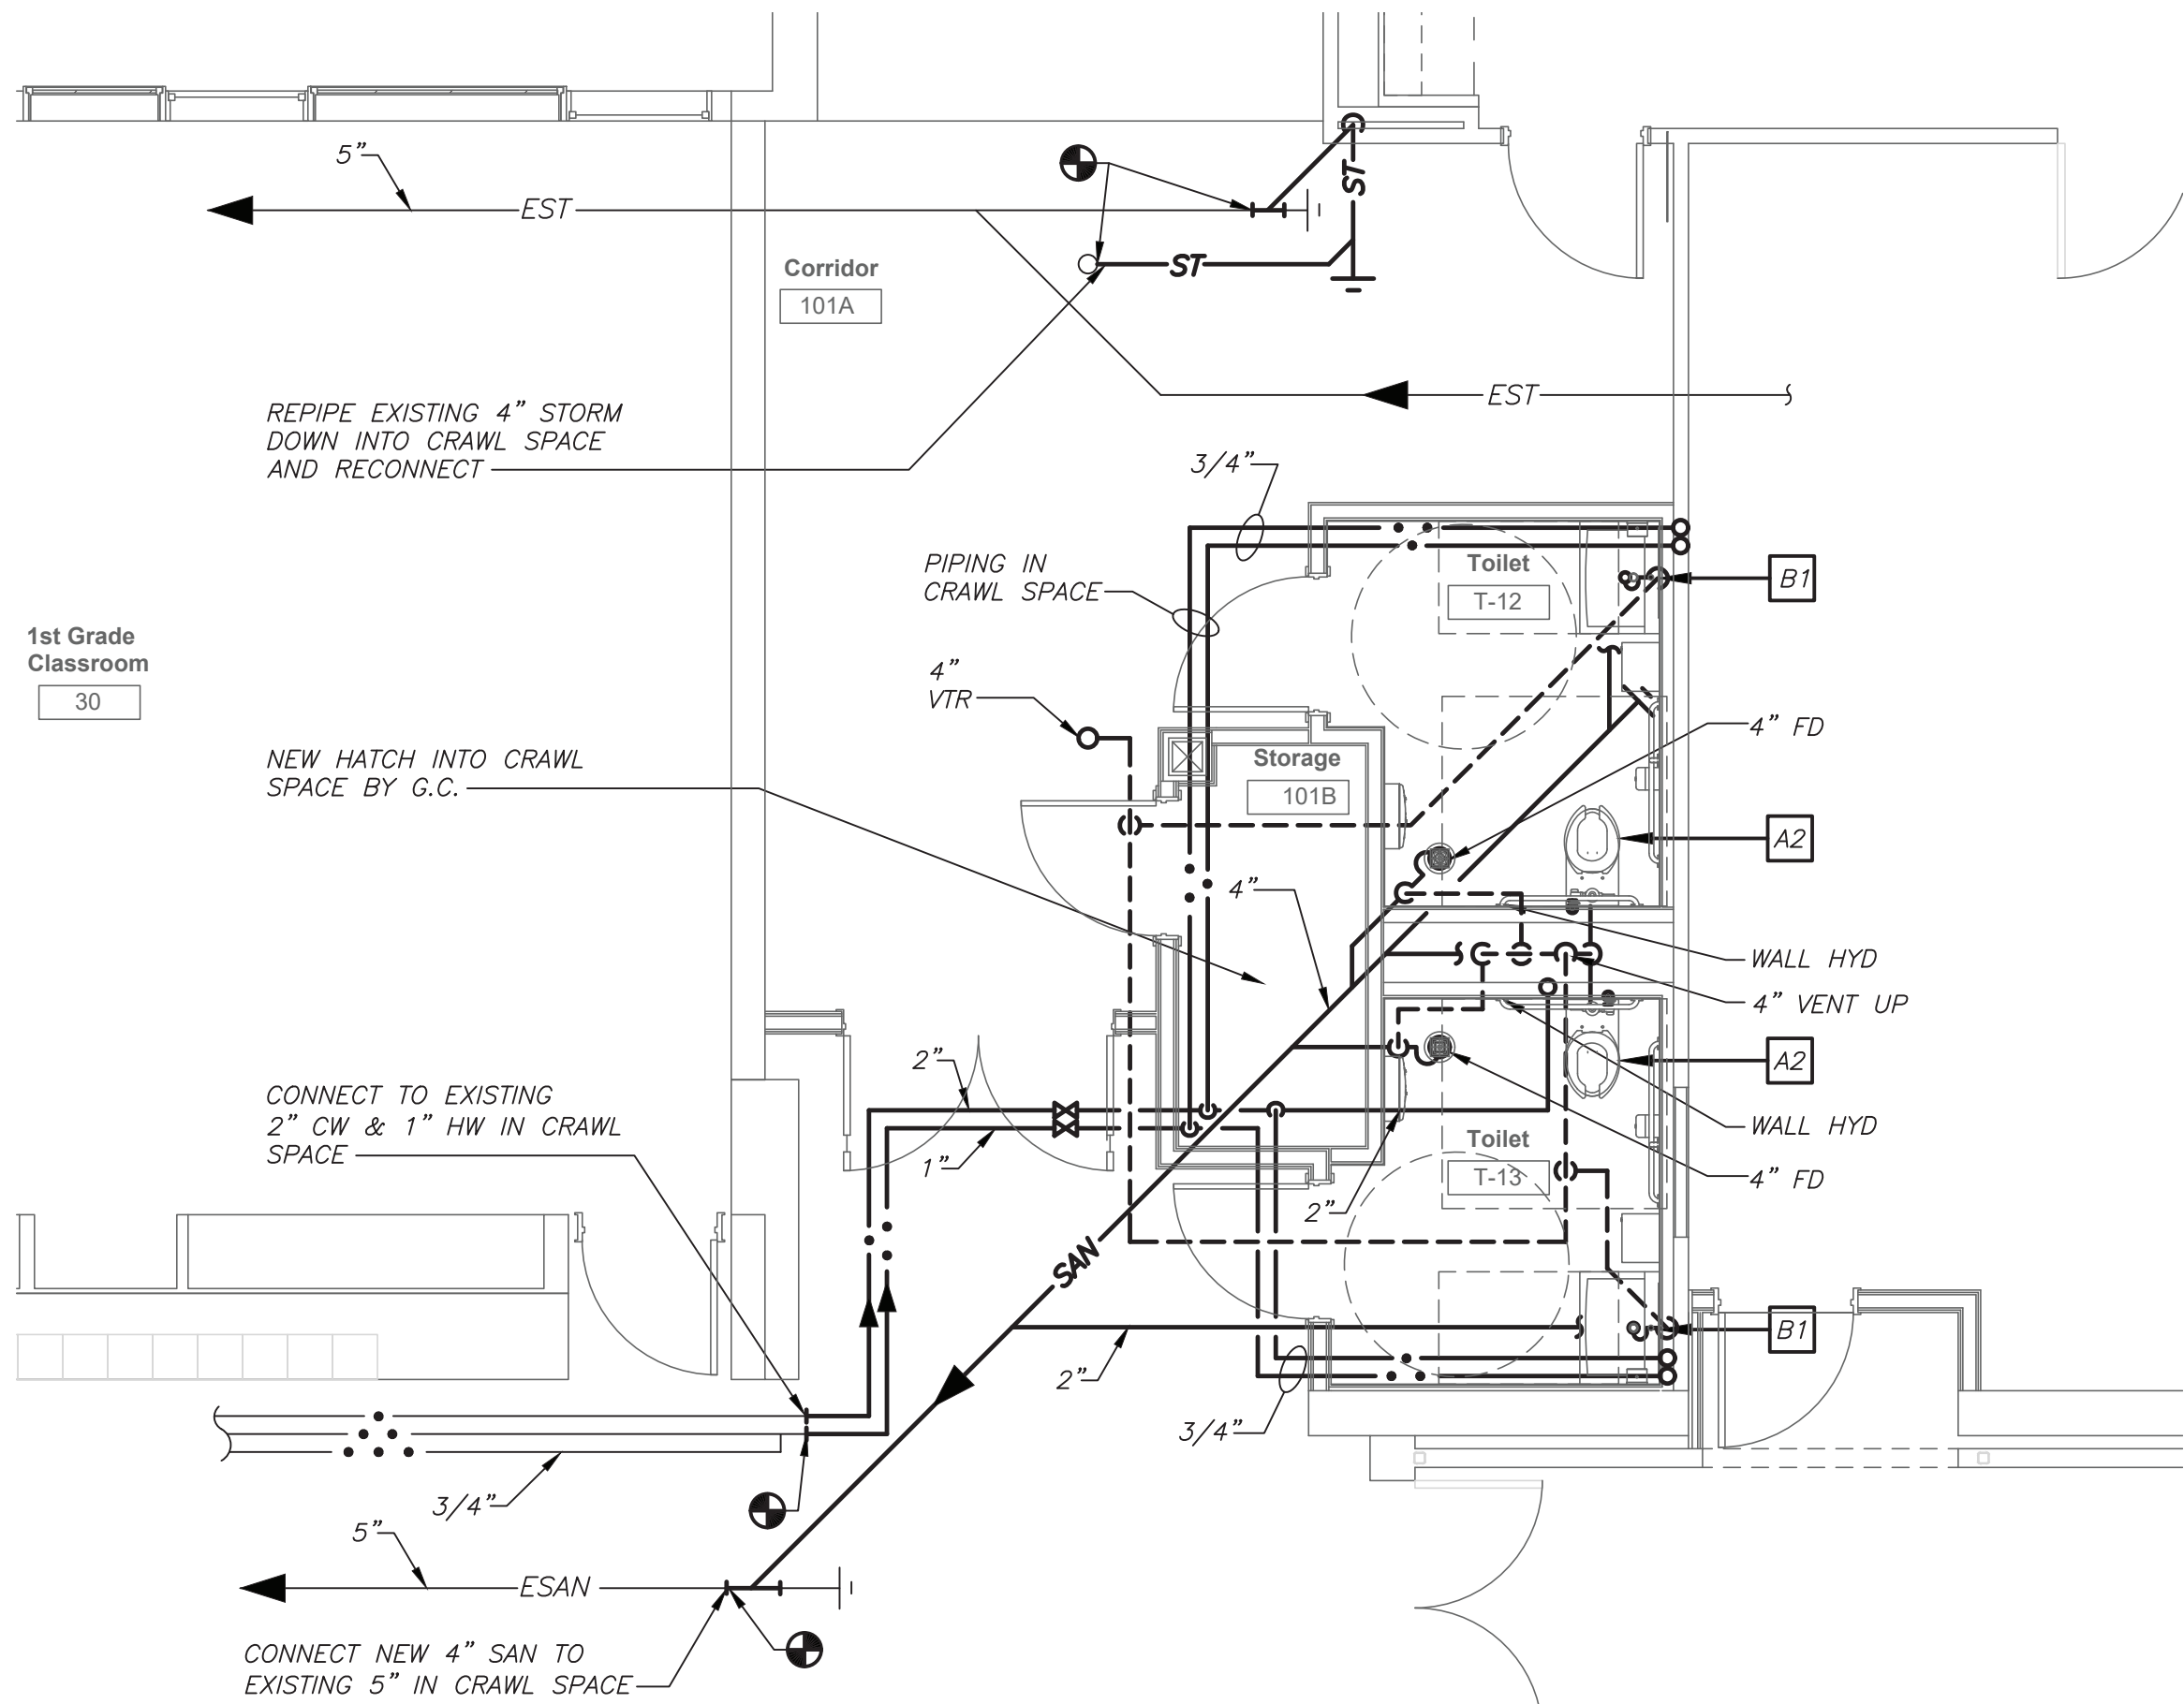 5"
EST
ST
ST
Corridor
101A
EST
REPIPE EXISTING 4" STORM
DOWN INTO CRAWL SPACE
AND RECONNECT
3/4"
PIPING IN
CRAWL SPACE
Toilet
T-12
B1
1st Grade
Classroom
30
4"
VTR
4" FD
NEW HATCH INTO CRAWL
SPACE BY G.C.
Storage
101B
A2
4"
WALL HYD
4" VENT UP
2"
A2
CONNECT TO EXISTING
2" CW & 1" HW IN CRAWL
SPACE
1"
Toilet
T-13
WALL HYD
4" FD
2"
SAN
B1
2"
3/4"
3/4"
5"
ESAN
CONNECT NEW 4" SAN TO
EXISTING 5" IN CRAWL SPACE